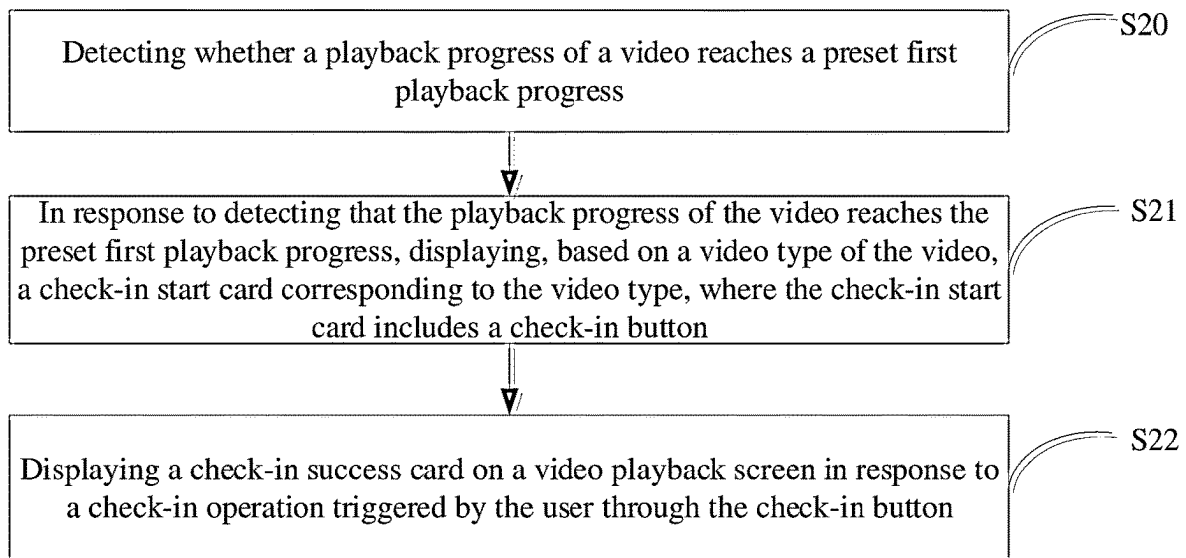 Detecting whether a playback progress of a video reaches a preset first
playback progress
S20
In response to detecting that the playback progress of the video reaches the
preset first playback progress, displaying, based on a video type of the video,
a check-in start card corresponding to the video type, where the check-in start
card includes a check-in button
S21
Displaying a check-in success card on a video playback screen in response to
a check-in operation triggered by the user through the check-in button
S22